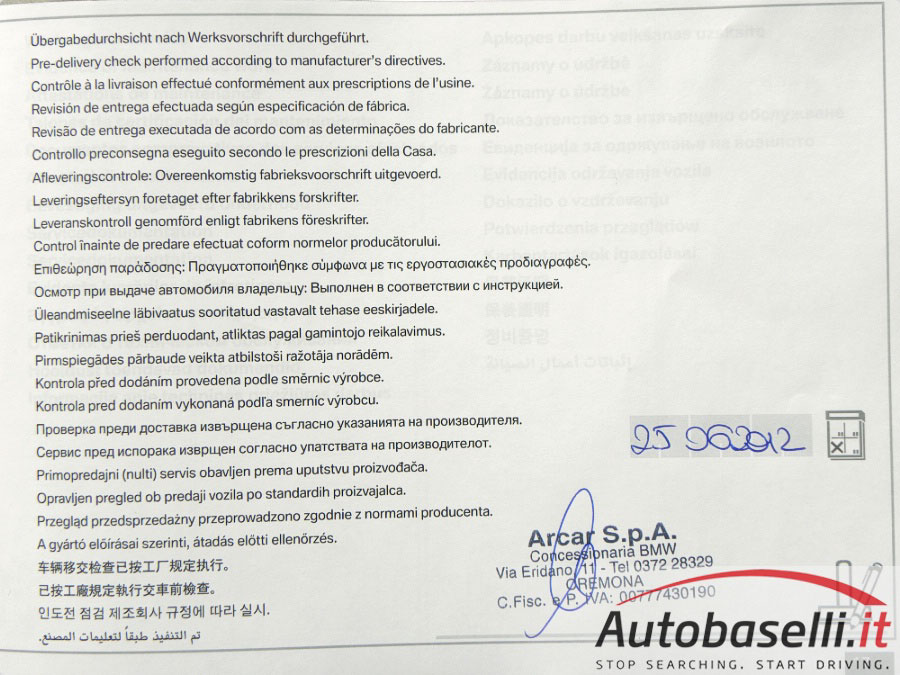 Übergabedurchsicht nach Werksvorschrift durchgeführt.
Pre-delivery check performed according to manufacturer's directives.
Contrôle à la livraison effectué conformément aux prescriptions de l'usine.
Revisión de entrega efectuada según especificación de fábrica.
Revisão de entrega executada de acordo com as determinações do fabricante.
Controllo preconsegna eseguito secondo le prescrizioni della Casa.
Afleveringscontrole: Overeenkomstig fabrieksvoorschrift uitgevoerd.
Leveringseftersyn foretaget efter fabrikkens forskrifter.
Leveranskontroll genomförd enligt fabrikens föreskrifter.
Control înainte de predare efectuat coform normelor producătorului.
Επιθεώρηση παράδοσης: Πραγματοποιήθηκε σύμφωνα με τις εργοστασιακές προδιαγραφές.
Осмотр при выдаче автомобиля владельцу: Выполнен в соответствии с инструкцией.
Üleandmiseelne läbivaatus sooritatud vastavalt tehase eeskirjadele.
Patikrinimas prieš perduodant, atliktas pagal gamintojo reikalavimus.
Pirmspiegādes pārbaude veikta atbilstoši ražotāja norādēm.
Kontrola před dodáním provedena podle směrnic výrobce.
Kontrola pred dodaním vykonaná podľa smerníc výrobcu.
Проверка преди доставка извършена съгласно указанията на производителя.
Сервис пред испорака изврщен согласно упатствата на производителот.
Primopredajni (nulti) servis obavljen prema uputstvu proizvođača.
Opravljen pregled ob predaji vozila po standardih proizvajalca.
Przegląd przedsprzedażny przeprowadzono zgodnie z normami producenta.
A gyártó előírásai szerinti, átadás előtti ellenőrzés.
车辆移交检查已按工厂规定执行。
已按工廠規定執行交車前檢查。
인도전 점검 제조회사 규정에 따라 실시.
تم التنفيذ طبقاً لتعليمات المصنع.
25 06 2012
Arcar S.p.A.
Concessionaria BMW
Via Eridano, 11 - Tel 0372 28329
CREMONA
C.Fisc. e P. IVA: 00777430190
Autobaselli.it
STOP SEARCHING. START DRIVING.